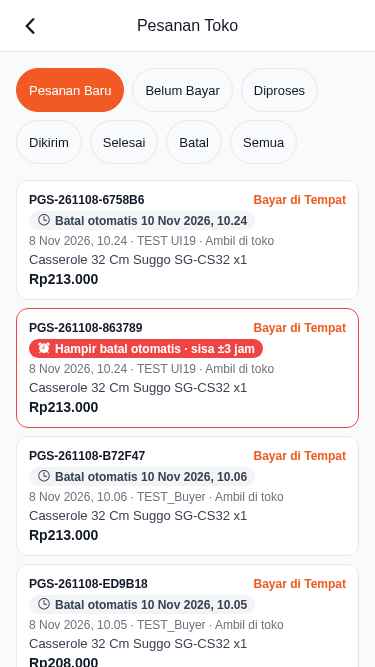 Pesanan Toko
Pesanan Baru
Belum Bayar
Diproses
Dikirim
Selesai
Batal
Semua
PGS-261108-6758B6 Bayar di Tempat
Batal otomatis 10 Nov 2026, 10.24
8 Nov 2026, 10.24 · TEST UI19 · Ambil di toko
Casserole 32 Cm Suggo SG-CS32 x1
Rp213.000
PGS-261108-863789 Bayar di Tempat
Hampir batal otomatis · sisa ±3 jam
8 Nov 2026, 10.24 · TEST UI19 · Ambil di toko
Casserole 32 Cm Suggo SG-CS32 x1
Rp213.000
PGS-261108-B72F47 Bayar di Tempat
Batal otomatis 10 Nov 2026, 10.06
8 Nov 2026, 10.06 · TEST_Buyer · Ambil di toko
Casserole 32 Cm Suggo SG-CS32 x1
Rp213.000
PGS-261108-ED9B18 Bayar di Tempat
Batal otomatis 10 Nov 2026, 10.05
8 Nov 2026, 10.05 · TEST_Buyer · Ambil di toko
Casserole 32 Cm Suggo SG-CS32 x1
Rp208.000